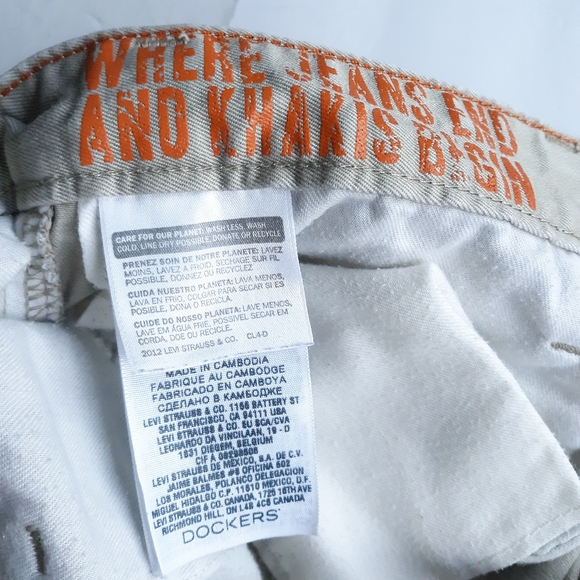 WHERE JEANS END
AND KHAKIS BEGIN
CARE FOR OUR PLANET: WASH LESS, WASH
COLD, LINE DRY POSSIBLE, DONATE OR RECYCLE
PRENEZ SOIN DE NOTRE PLANETE: LAVEZ
MOINS, LAVEZ A FROID, SECHAGE SUR FIL
POSSIBLE, DONNEZ OU RECYCLEZ
CUIDA NUESTRO PLANETA: LAVA MENOS,
LAVA EN FRIO, COLGAR PARA SECAR SI ES
POSIBLE, DONA O RECICLA.
CUIDE DO NOSSO PLANETA: LAVE MENOS,
LAVE EM ÁGUA FRIE, POSSIVEL SECAR EM
CORDA, DOE OU RECICLE.
2012 LEVI STRAUSS & CO. CL4-D
MADE IN CAMBODIA
FABRIQUE AU CAMBODGE
FABRICADO EN CAMBOYA
СДЕЛАНО В КАМБОДЖЕ
LEVI STRAUSS & CO. 1155 BATTERY ST
SAN FRANCISCO, CA 94111 USA
LEVI STRAUSS & CO. EU SCA/CVA
LEONARDO DA VINCILAAN, 19 - D
1831 DIEGEM, BELGIUM
CIF A 08298506
LEVI STRAUSS DE MEXICO, S.A. DE C.V.
JAIME BALMES #8 OFICINA 502
LOS MORALES, POLANCO DELEGACION
MIGUEL HIDALGO C.P. 11510 MEXICO, D.F.
LEVI STRAUSS & CO. CANADA, 1725 16TH AVE
RICHMOND HILL, ON L4B 4C6 CANADA
DOCKERS®